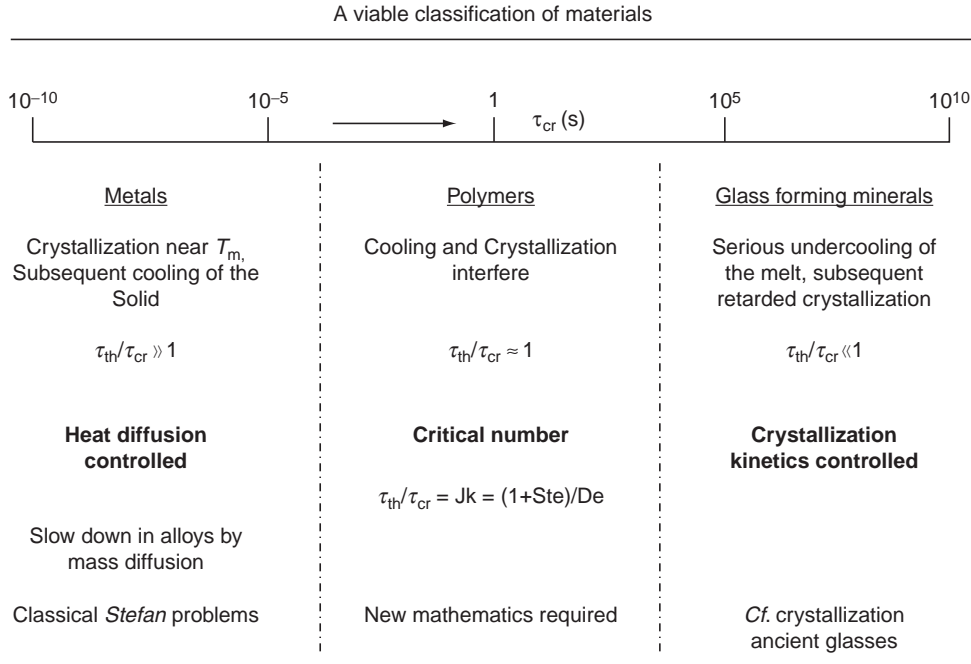 A viable classification of materials
10⁻¹⁰ 10⁻⁵ 1 τcr (s) 10⁵ 10¹⁰
Metals
Crystallization near Tm,
Subsequent cooling of the
Solid
τth/τcr ⟫ 1
Heat diffusion
controlled
Slow down in alloys by
mass diffusion
Classical Stefan problems
Polymers
Cooling and Crystallization
interfere
τth/τcr ≈ 1
Critical number
τth/τcr = Jk = (1+Ste)/De
New mathematics required
Glass forming minerals
Serious undercooling of
the melt, subsequent
retarded crystallization
τth/τcr ⟪1
Crystallization
kinetics controlled
Cf. crystallization
ancient glasses